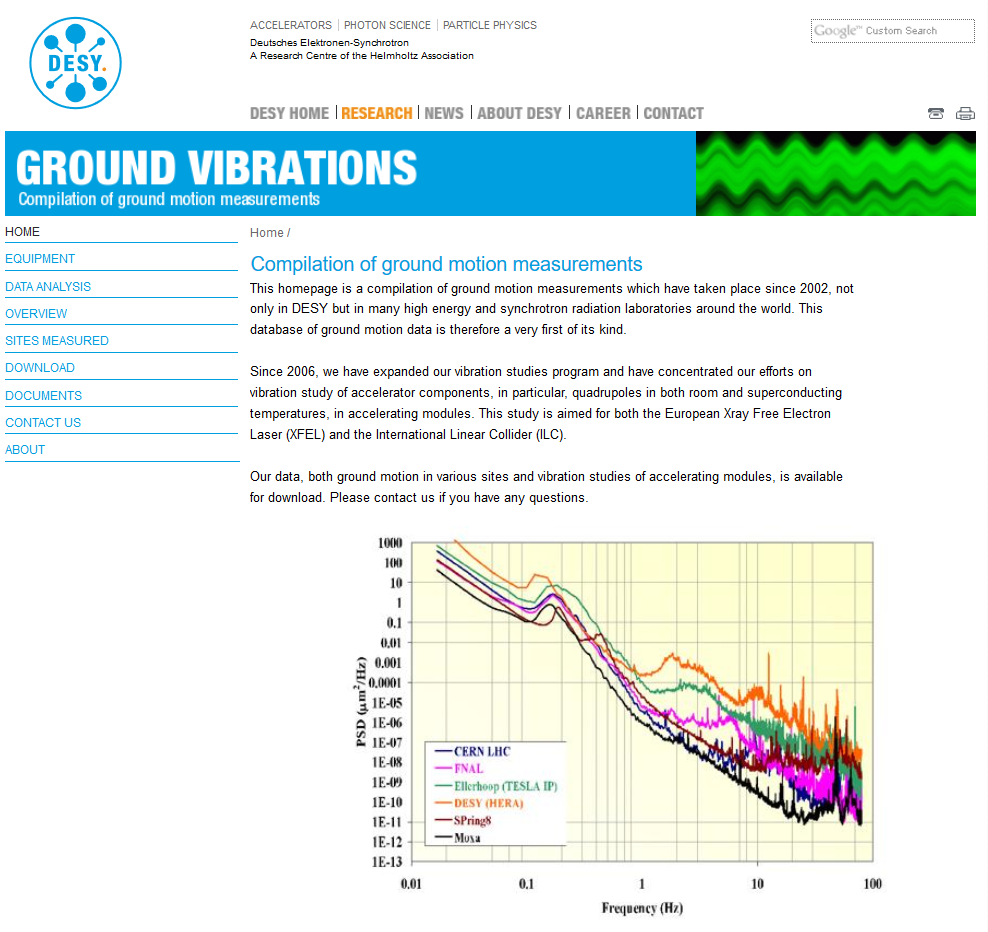 DESY.
ACCELERATORS | PHOTON SCIENCE | PARTICLE PHYSICS
Deutsches Elektronen-Synchrotron
A Research Centre of the Helmholtz Association
Google™ Custom Search
DESY HOME | RESEARCH | NEWS | ABOUT DESY | CAREER | CONTACT
GROUND VIBRATIONS
Compilation of ground motion measurements
HOME
EQUIPMENT
DATA ANALYSIS
OVERVIEW
SITES MEASURED
DOWNLOAD
DOCUMENTS
CONTACT US
ABOUT
Home /
Compilation of ground motion measurements
This homepage is a compilation of ground motion measurements which have taken place since 2002, not
only in DESY but in many high energy and synchrotron radiation laboratories around the world. This
database of ground motion data is therefore a very first of its kind.
Since 2006, we have expanded our vibration studies program and have concentrated our efforts on
vibration study of accelerator components, in particular, quadrupoles in both room and superconducting
temperatures, in accelerating modules. This study is aimed for both the European Xray Free Electron
Laser (XFEL) and the International Linear Collider (ILC).
Our data, both ground motion in various sites and vibration studies of accelerating modules, is available
for download. Please contact us if you have any questions.
PSD (μm²/Hz)
1000
100
10
1
0.1
0.01
0.001
0.0001
1E-05
1E-06
1E-07
1E-08
1E-09
1E-10
1E-11
1E-12
1E-13
CERN LHC
FNAL
Ellerhoop (TESLA IP)
DESY (HERA)
SPring8
Moxa
0.01 0.1 1 10 100
Frequency (Hz)